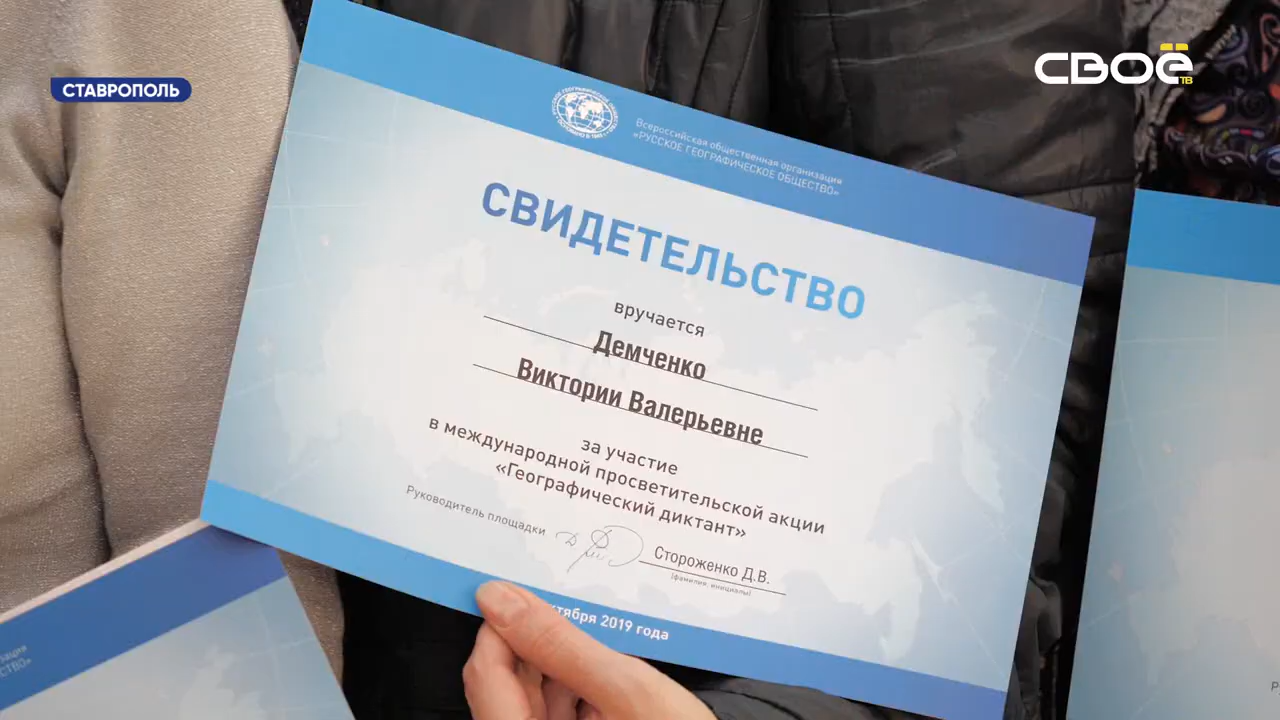 СТАВРОПОЛЬ
СВОЁ
ТВ
Всероссийская общественная организация
«РУССКОЕ ГЕОГРАФИЧЕСКОЕ ОБЩЕСТВО»
СВИДЕТЕЛЬСТВО
вручается
Демченко
Виктории Валерьевне
за участие
в международной просветительской акции
«Географический диктант»
Руководитель площадки
Стороженко Д.В.
(фамилия, инициалы)
2019 года